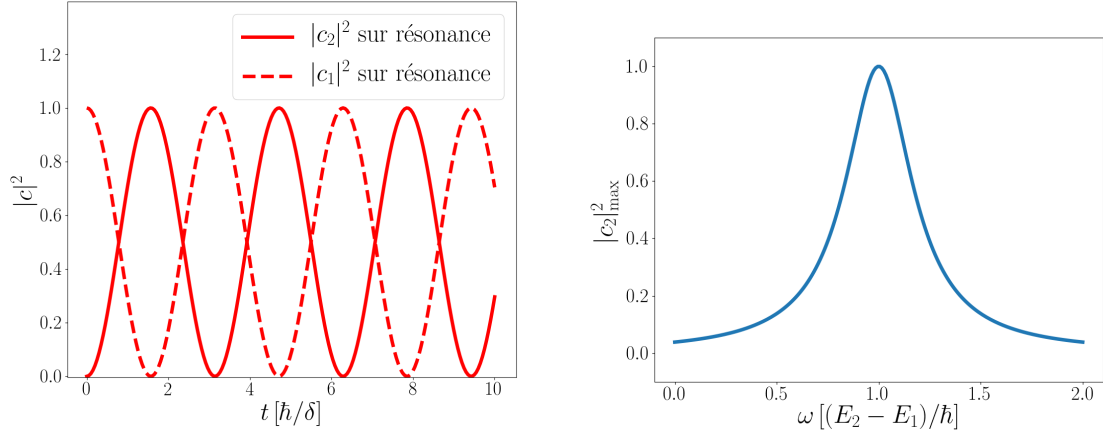 |c₂|² sur résonance
|c₁|² sur résonance
|c|²
1.2
1.0
0.8
0.6
0.4
0.2
0.0
0 2 4 6 8 10
t [ħ/δ]
|c₂|²max
1.0
0.8
0.6
0.4
0.2
0.0
0.0 0.5 1.0 1.5 2.0
ω [(E₂ − E₁)/ħ]